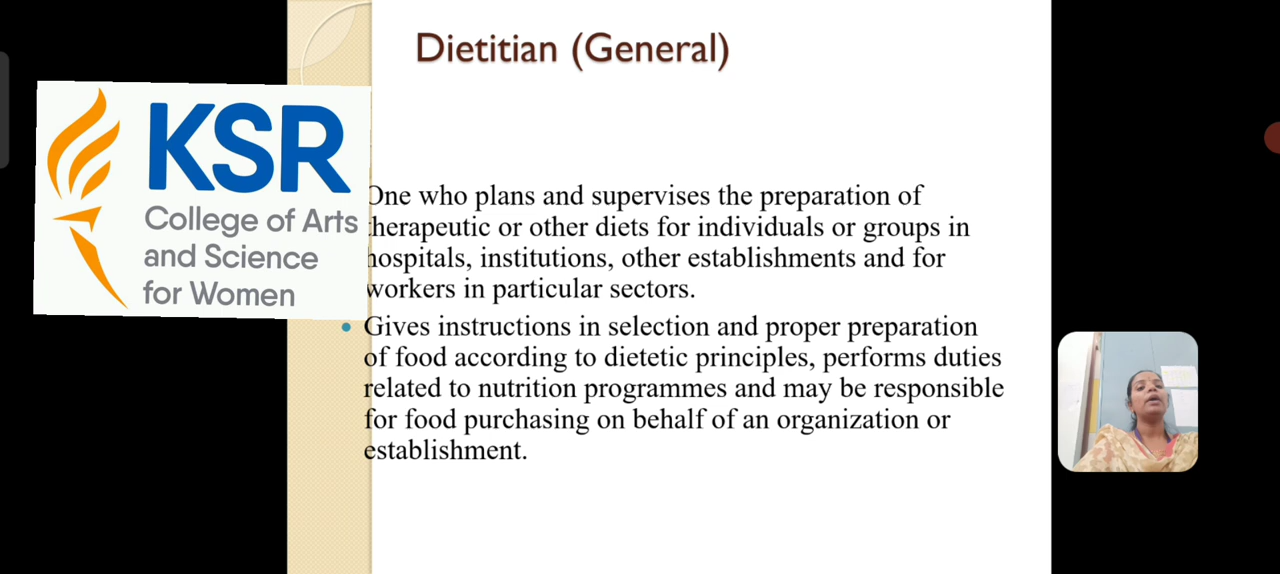 Dietitian (General)
KSR
College of Arts
and Science
for Women
One who plans and supervises the preparation of
therapeutic or other diets for individuals or groups in
hospitals, institutions, other establishments and for
workers in particular sectors.
Gives instructions in selection and proper preparation
of food according to dietetic principles, performs duties
related to nutrition programmes and may be responsible
for food purchasing on behalf of an organization or
establishment.